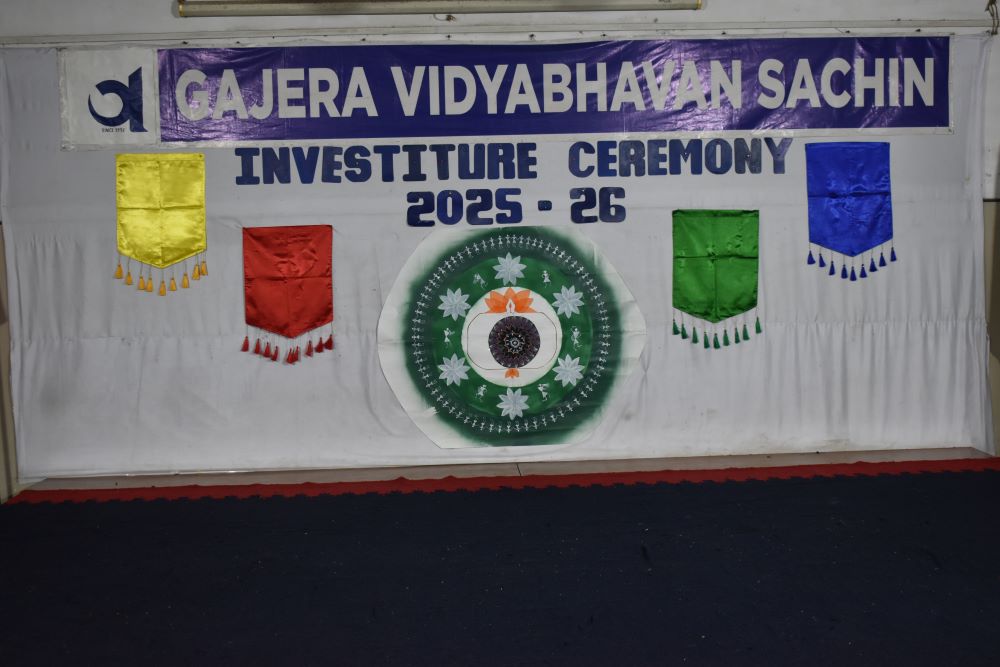 GAJERA VIDYABHAVAN SACHIN
INVESTITURE CEREMONY
2025 - 26